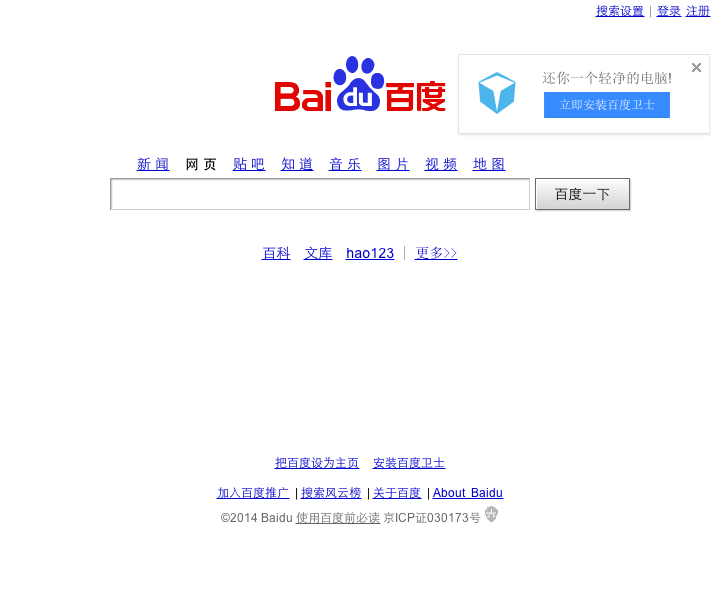 搜索设置 | 登录 注册
Bai du 百度
还你一个轻净的电脑!
立即安装百度卫士
新 闻 网 页 贴 吧 知 道 音 乐 图 片 视 频 地 图
百度一下
百科 文库 hao123 | 更多>>
把百度设为主页 安装百度卫士
加入百度推广 | 搜索风云榜 | 关于百度 | About Baidu
©2014 Baidu 使用百度前必读 京ICP证030173号